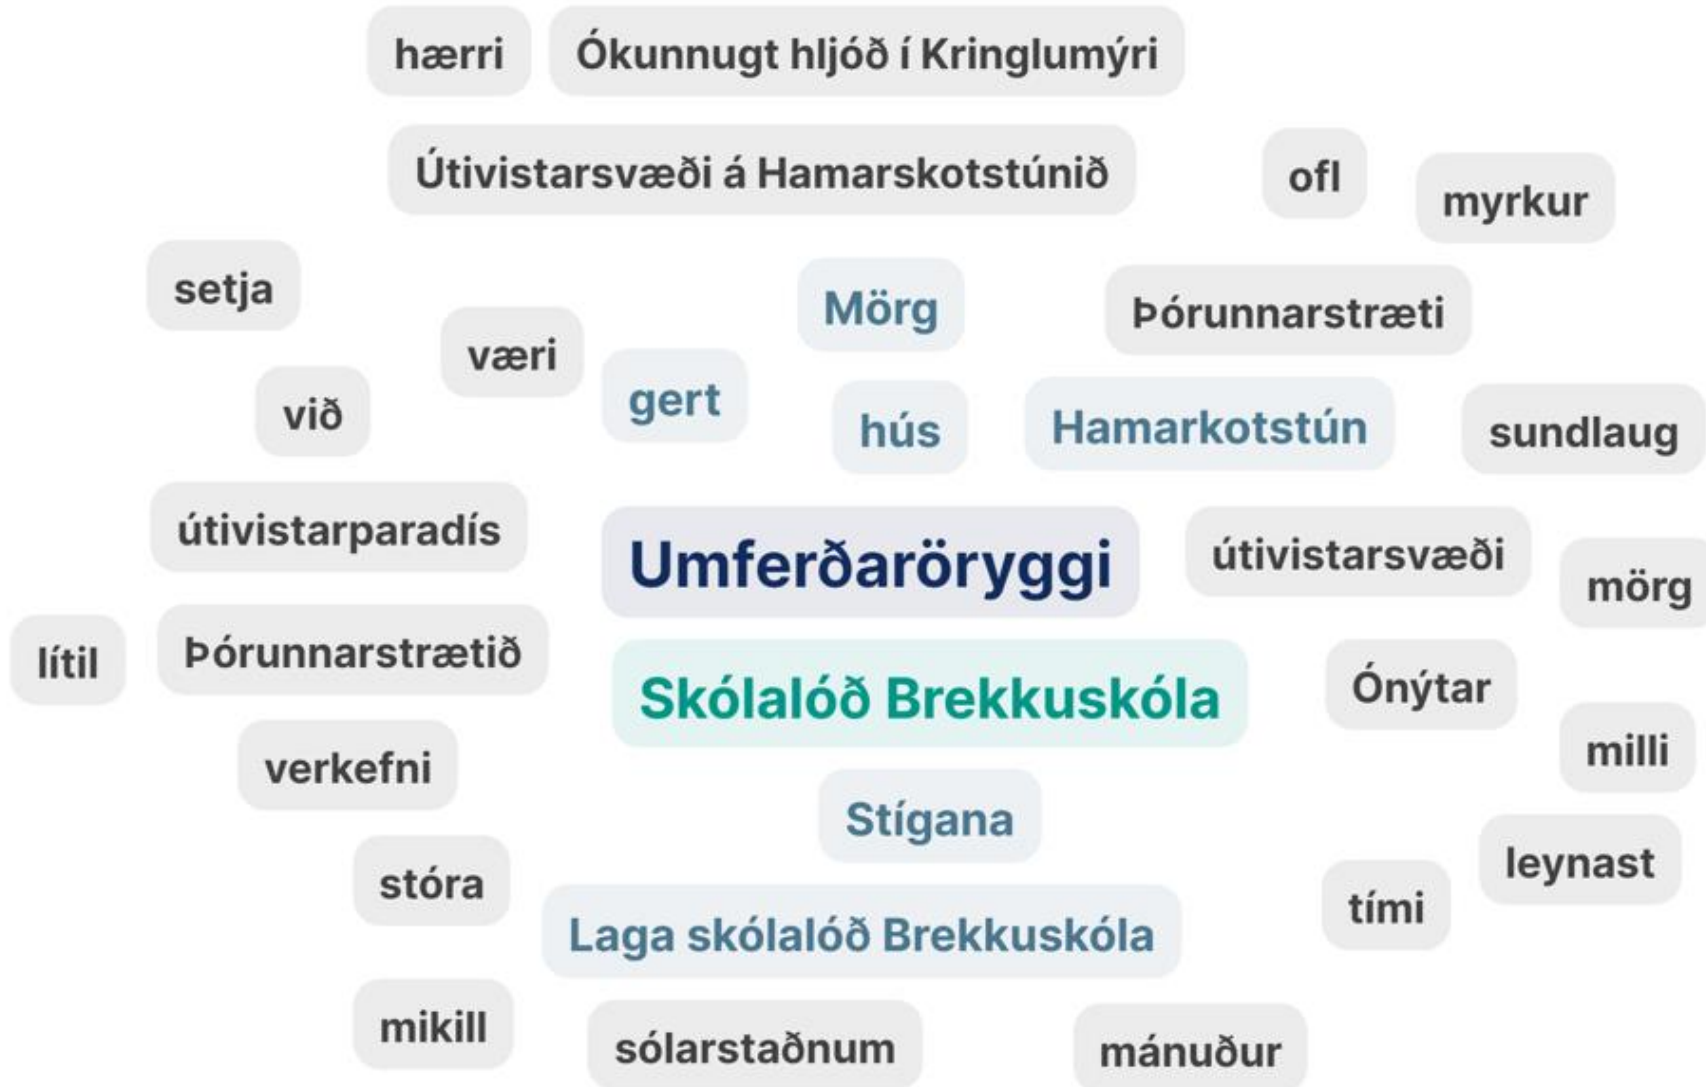 hærri
Ókunnugt hljóð í Kringlumýri
Útivistarsvæði á Hamarskotstúnið
ofl
myrkur
setja
Mörg
Þórunnarstræti
væri
gert
við
hús
Hamarkotstún
sundlaug
útivistarparadís
Umferðaröryggi
útivistarsvæði
mörg
lítil
Þórunnarstrætið
Skólalóð Brekkuskóla
Ónýtar
verkefni
milli
Stígana
stóra
leynast
tími
Laga skólalóð Brekkuskóla
mikill
sólarstaðnum
mánuður